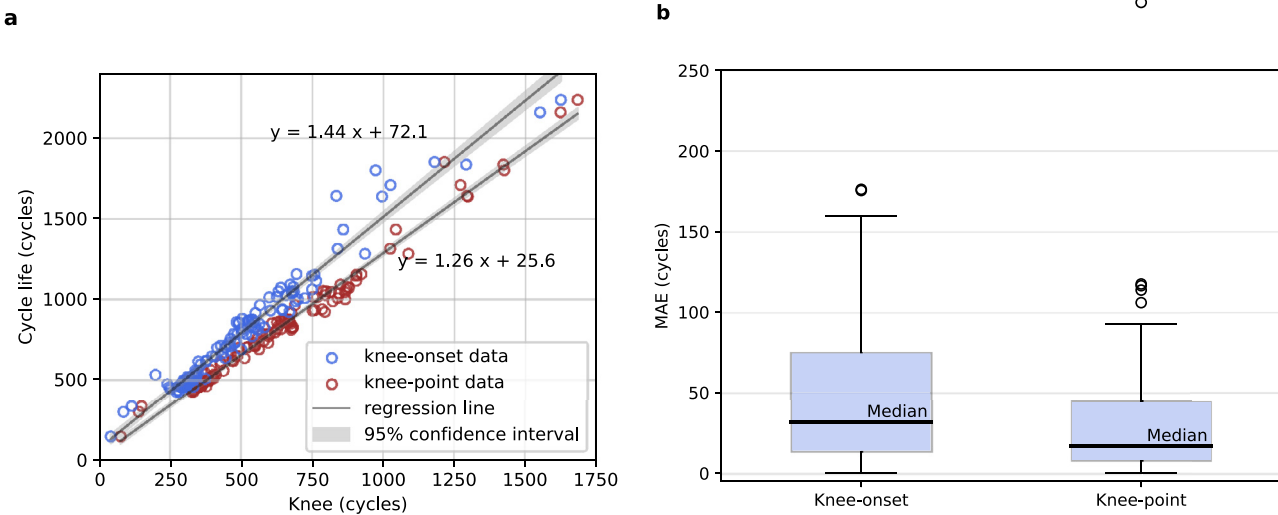 a
Cycle life (cycles)
2000
1500
1000
500
0
y = 1.44 x + 72.1
y = 1.26 x + 25.6
knee-onset data
knee-point data
regression line
95% confidence interval
0 250 500 750 1000 1250 1500 1750
Knee (cycles)
b
MAE (cycles)
250
200
150
100
50
0
Median
Median
Knee-onset Knee-point